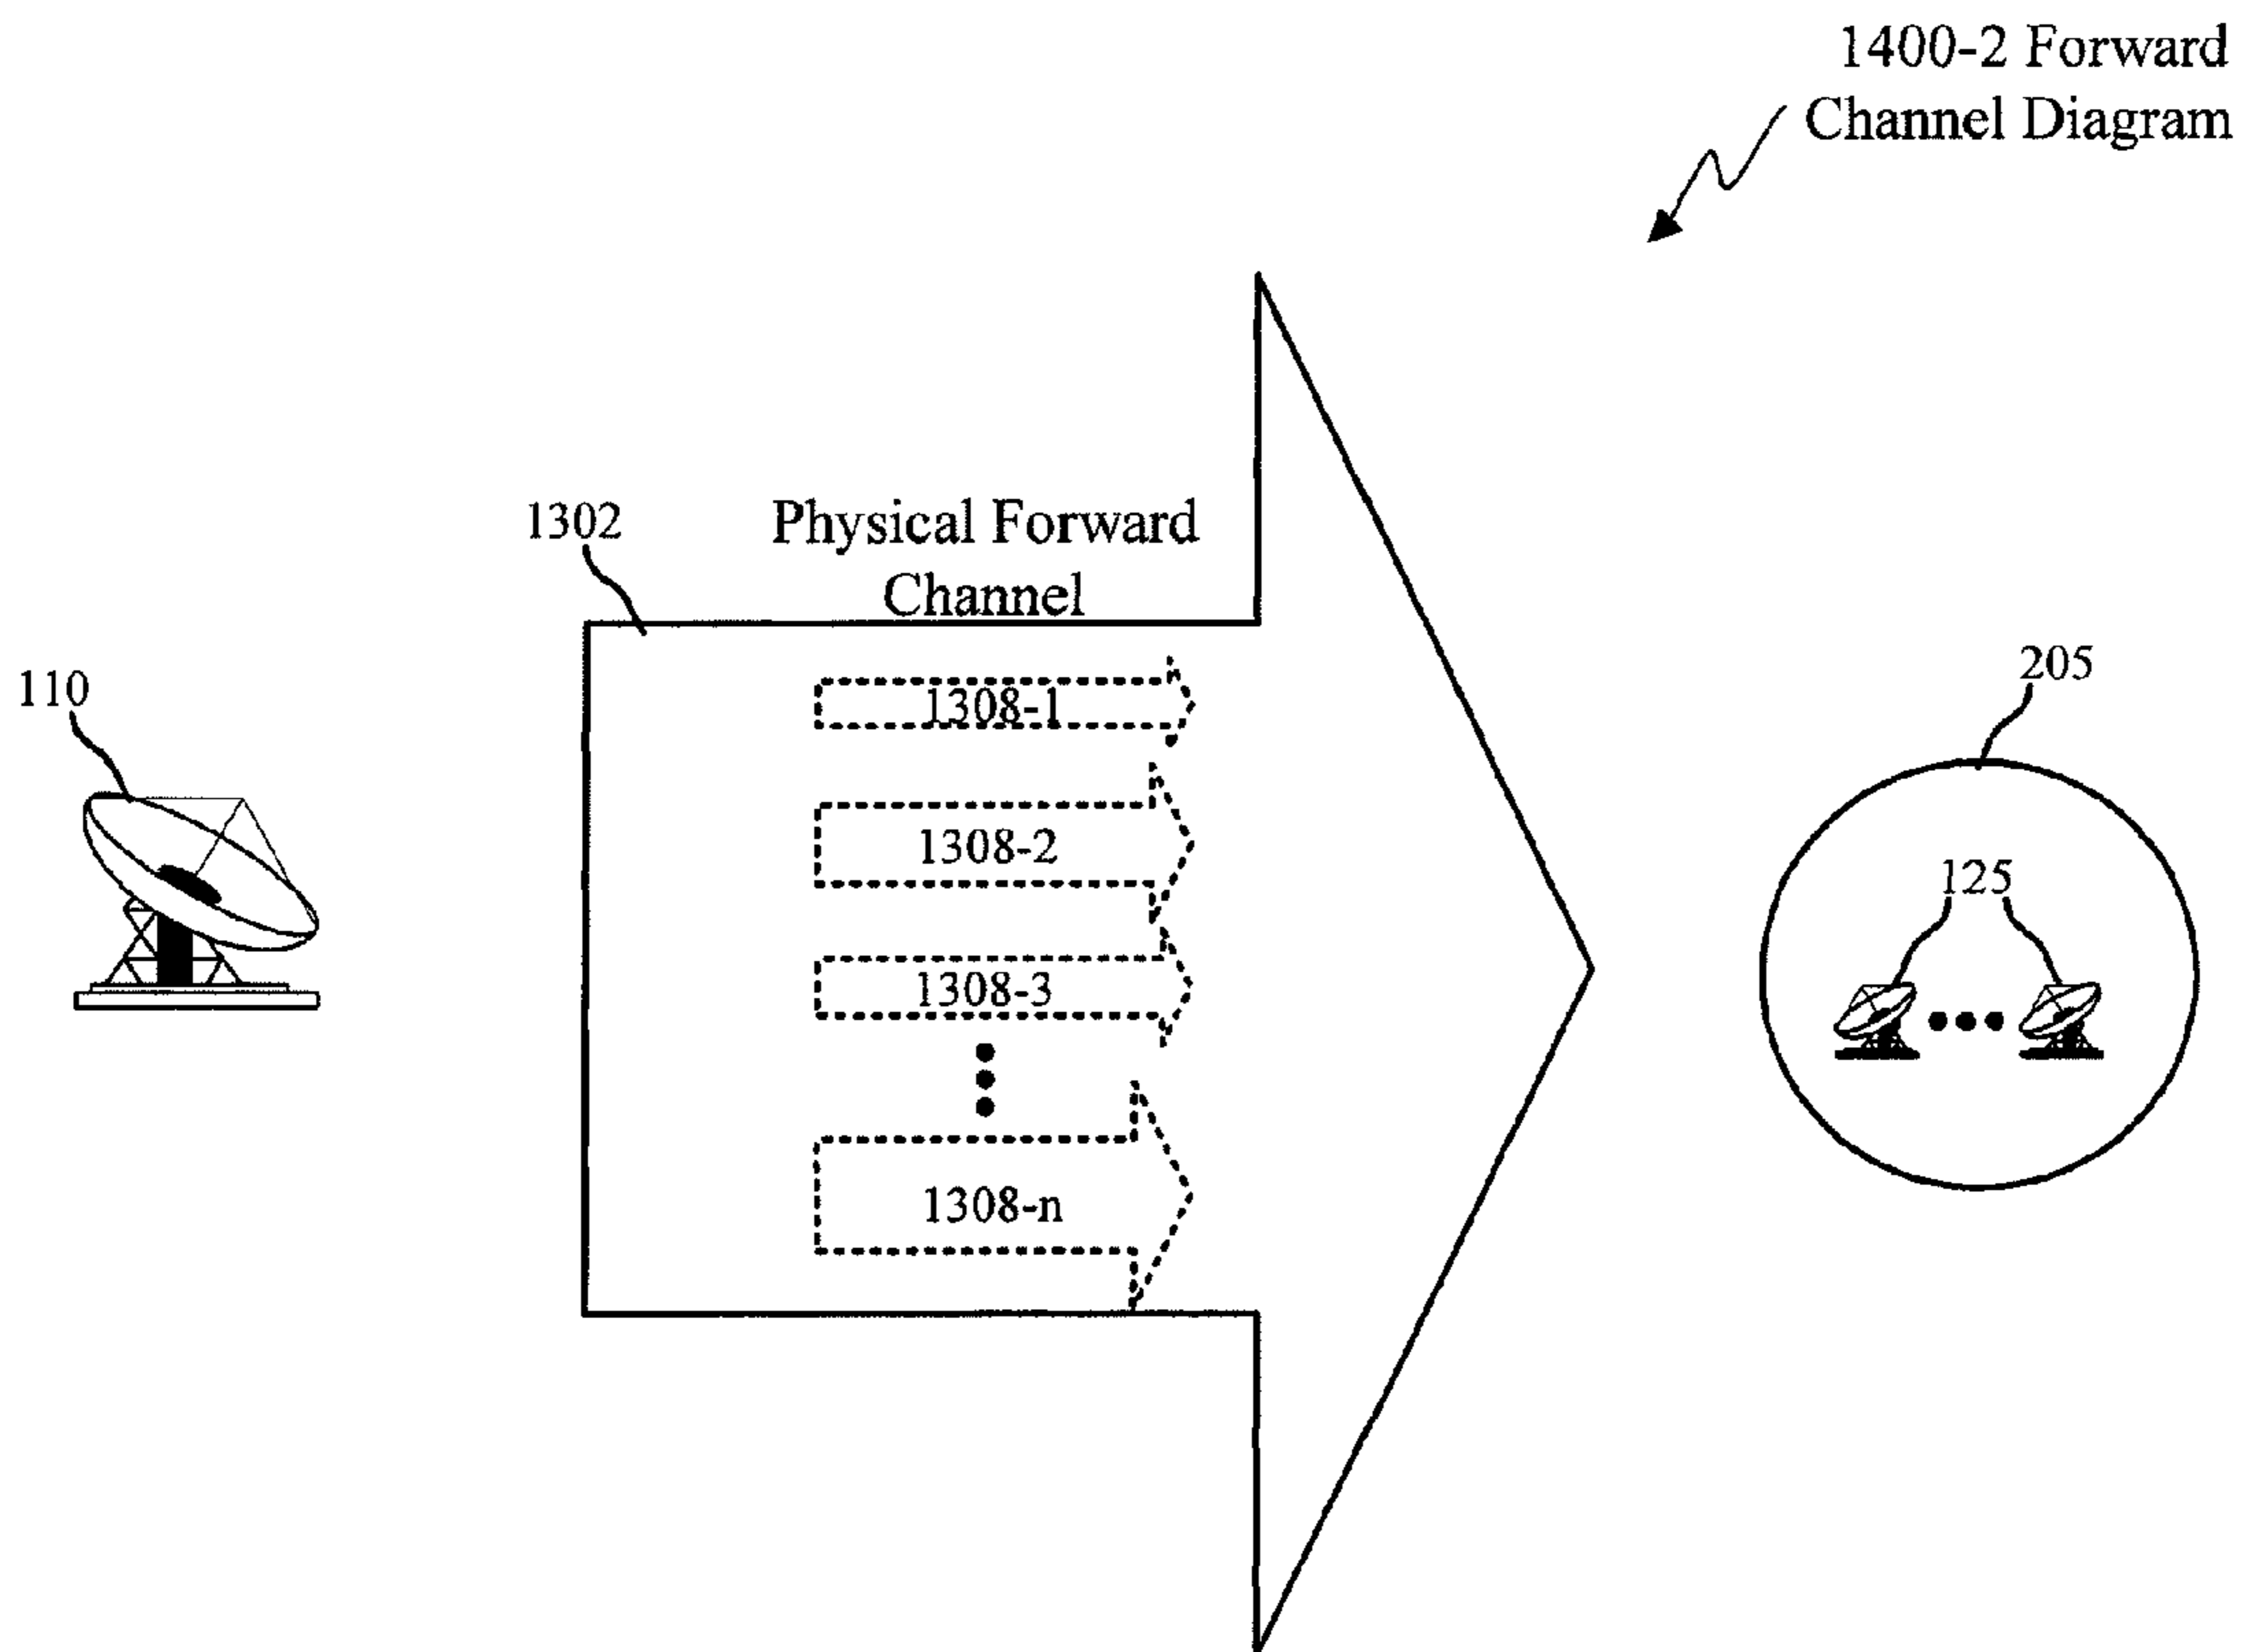 1400-2 Forward
Channel Diagram
1302
Physical Forward
Channel
110
1308-1
205
1308-2
125
1308-3
1308-n